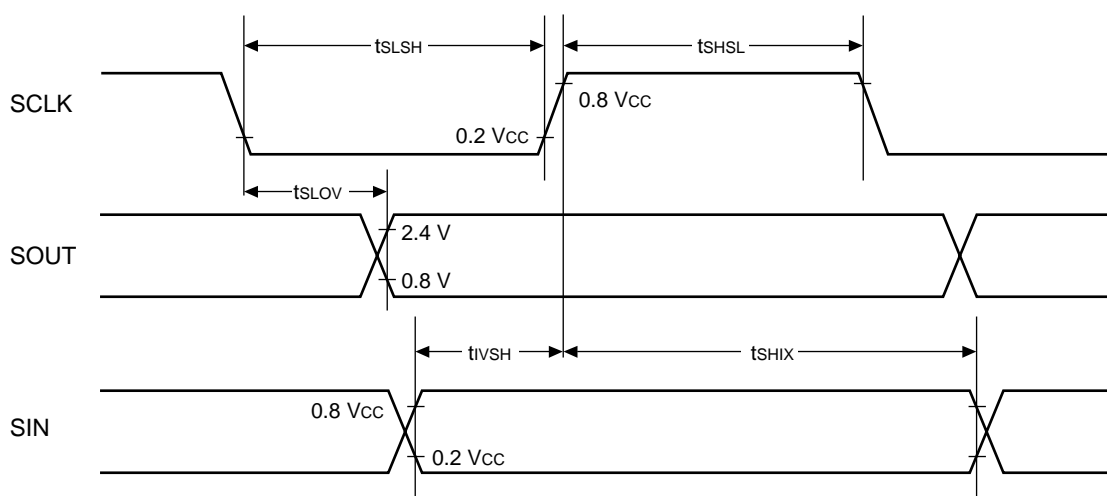 tSLSH
tSHSL
SCLK
0.8 VCC
0.2 VCC
tSLOV
2.4 V
SOUT
0.8 V
tIVSH
tSHIX
0.8 VCC
SIN
0.2 VCC